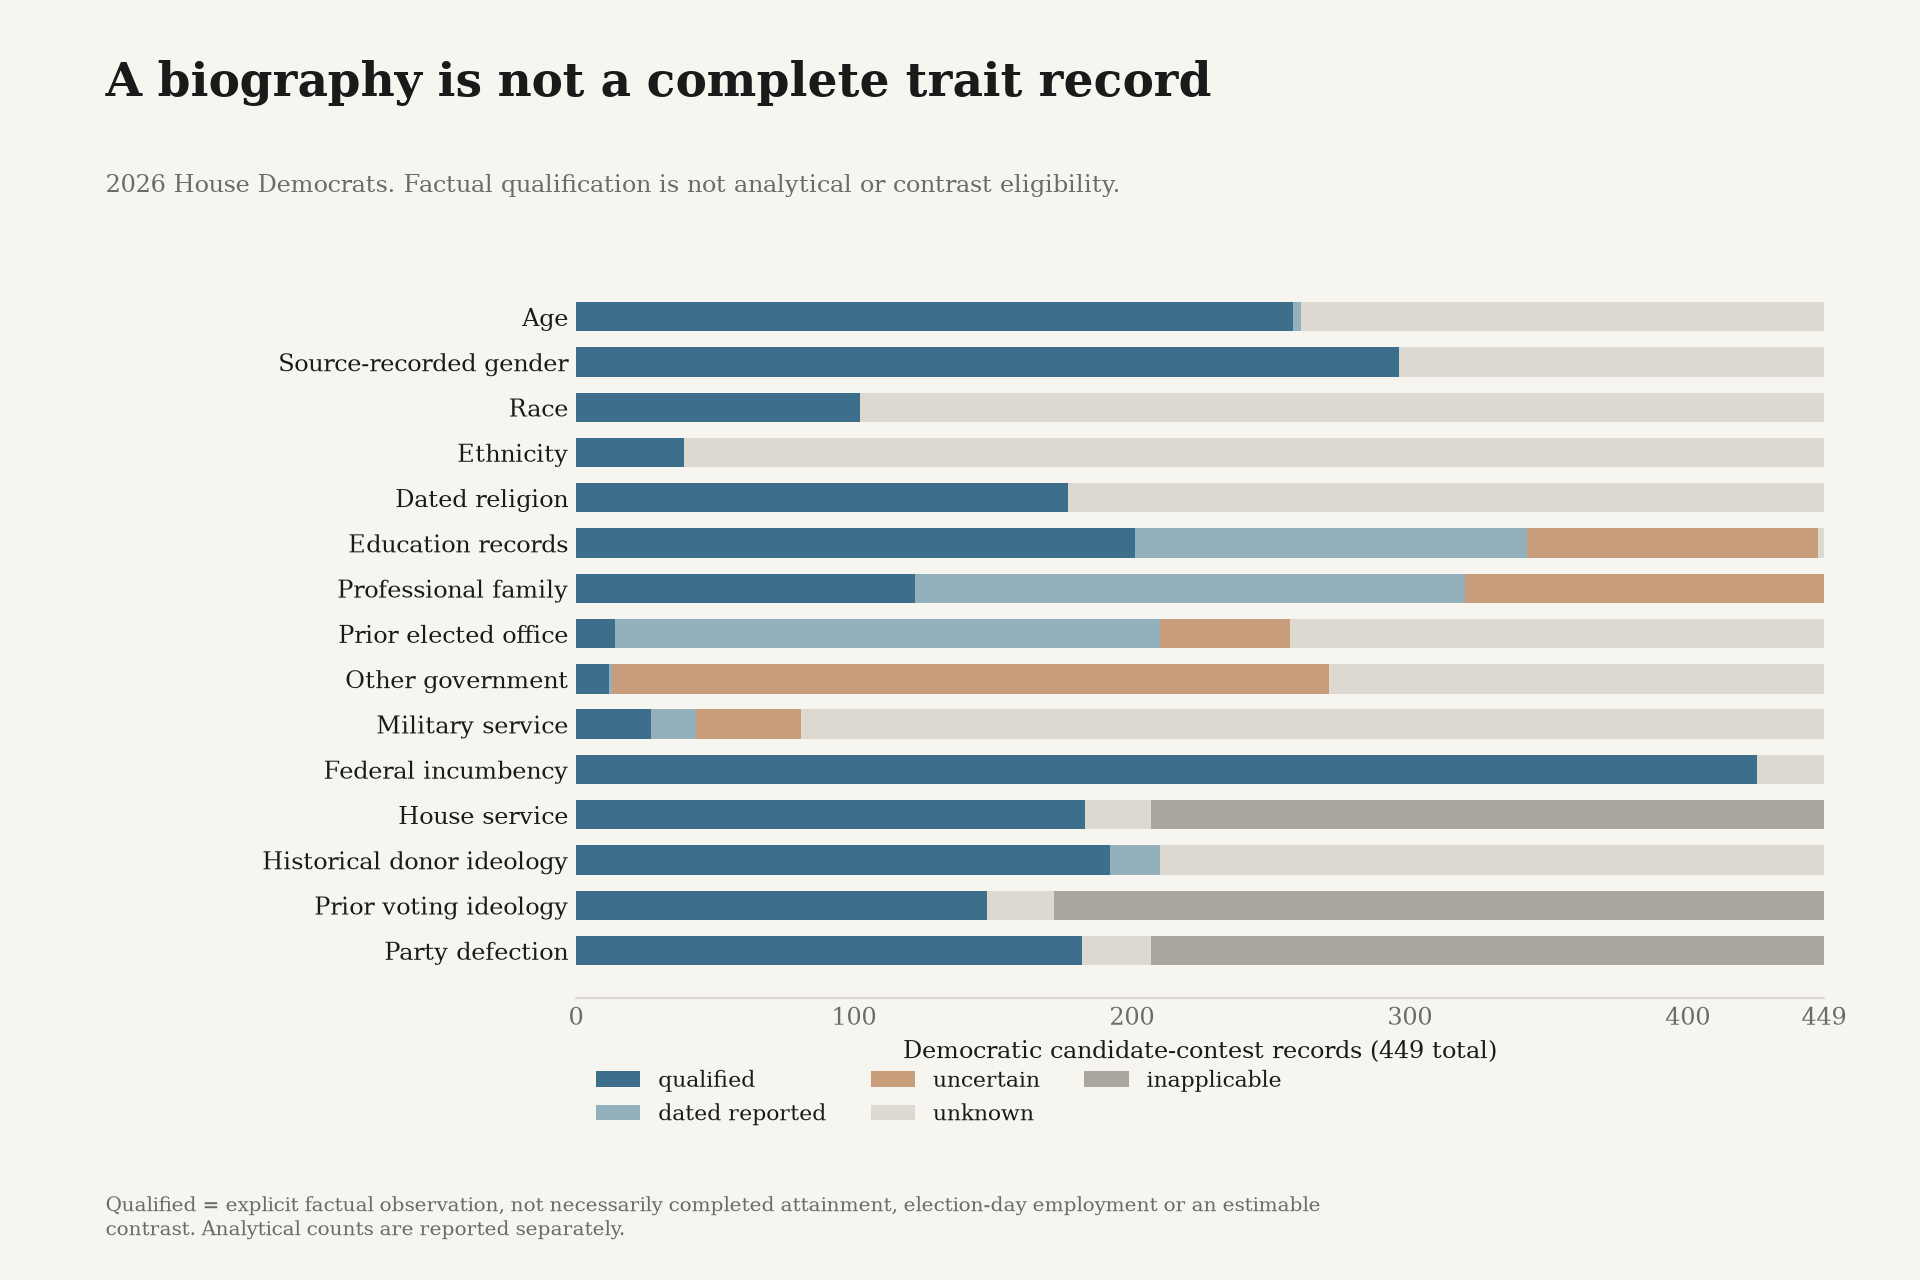 A biography is not a complete trait record
2026 House Democrats. Factual qualification is not analytical or contrast eligibility.
Age
Source-recorded gender
Race
Ethnicity
Dated religion
Education records
Professional family
Prior elected office
Other government
Military service
Federal incumbency
House service
Historical donor ideology
Prior voting ideology
Party defection
0 100 200 300 400 449
Democratic candidate-contest records (449 total)
qualified uncertain inapplicable
dated reported unknown
Qualified = explicit factual observation, not necessarily completed attainment, election-day employment or an estimable
contrast. Analytical counts are reported separately.